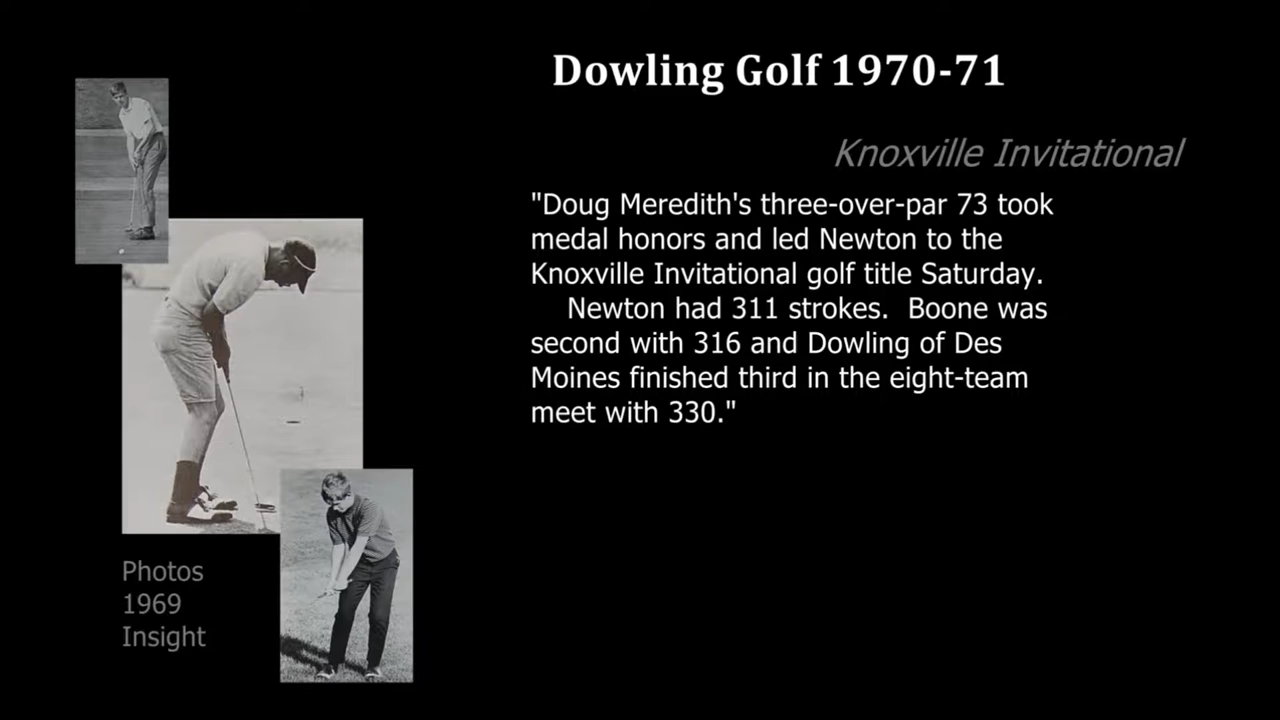 Dowling Golf 1970-71
Knoxville Invitational
"Doug Meredith's three-over-par 73 took
medal honors and led Newton to the
Knoxville Invitational golf title Saturday.
Newton had 311 strokes.  Boone was
second with 316 and Dowling of Des
Moines finished third in the eight-team
meet with 330."
Photos
1969
Insight